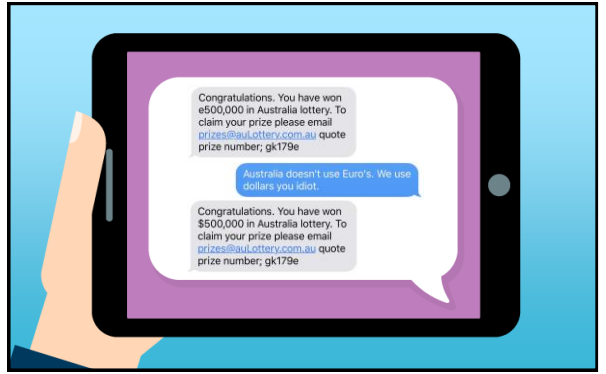 Congratulations. You have won
e500,000 in Australia lottery. To
claim your prize please email
prizes@auLottery.com.au quote
prize number; gk179e
Australia doesn't use Euro's. We use
dollars you idiot.
Congratulations. You have won
$500,000 in Australia lottery. To
claim your prize please email
prizes@auLottery.com.au quote
prize number; gk179e